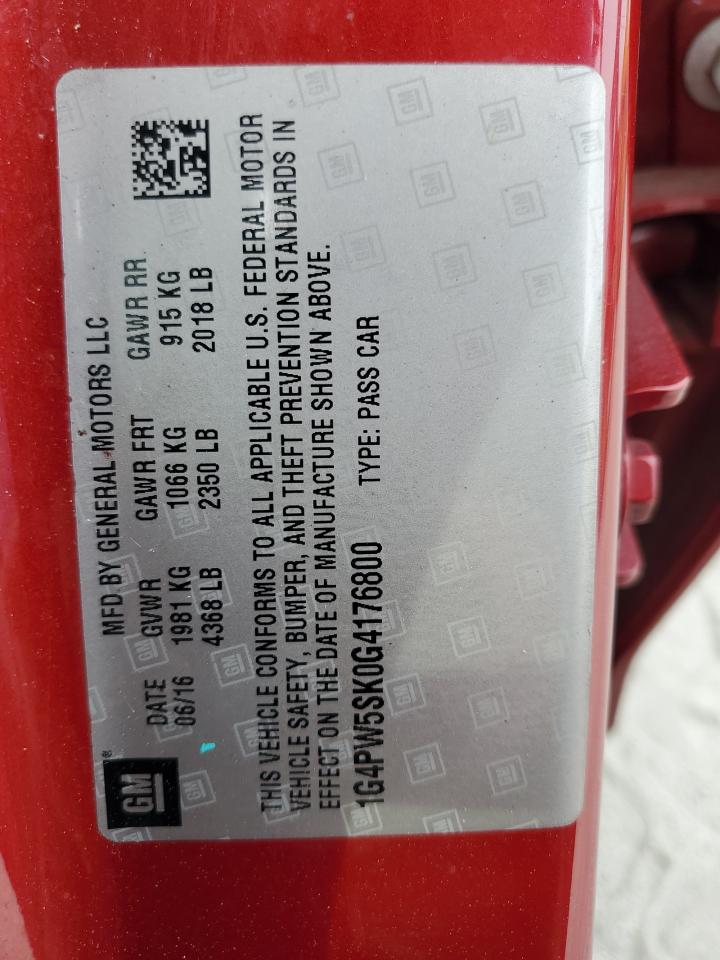 GM
MFD BY GENERAL MOTORS LLC
DATE GVWR GAWR FRT GAWR RR
06/16 1981 KG 1066 KG 915 KG
4368 LB 2350 LB 2018 LB
THIS VEHICLE CONFORMS TO ALL APPLICABLE U.S. FEDERAL MOTOR
VEHICLE SAFETY, BUMPER, AND THEFT PREVENTION STANDARDS IN
EFFECT ON THE DATE OF MANUFACTURE SHOWN ABOVE.
1G4PW5SK0G4176800 TYPE: PASS CAR